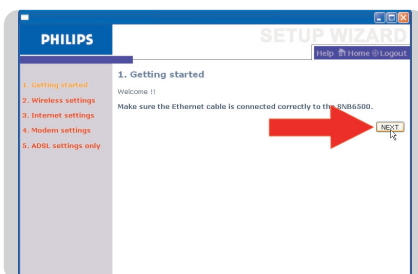 PHILIPS
SETUP WIZARD
Help Home Logout
1. Getting started
2. Wireless settings
3. Internet settings
4. Modem settings
5. ADSL settings only
1. Getting started
Welcome !!
Make sure the Ethernet cable is connected correctly to the SNB6500.
NEXT